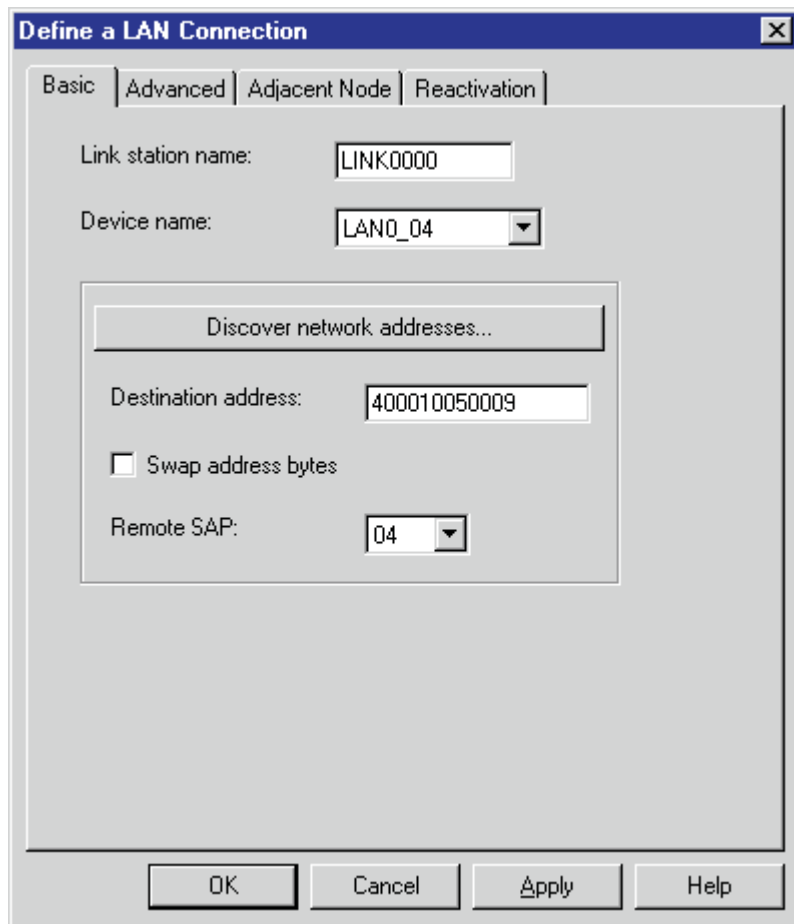 Define a LAN Connection
Basic Advanced Adjacent Node Reactivation
Link station name: LINK0000
Device name: LAN0_04
Discover network addresses...
Destination address: 400010050009
Swap address bytes
Remote SAP: 04
OK Cancel Apply Help